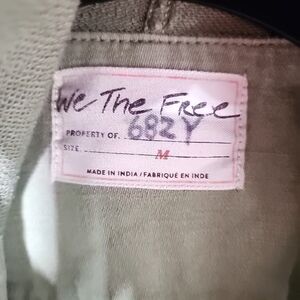 We The Free
PROPERTY OF. 682Y
SIZE M
MADE IN INDIA / FABRIQUÉ EN INDE